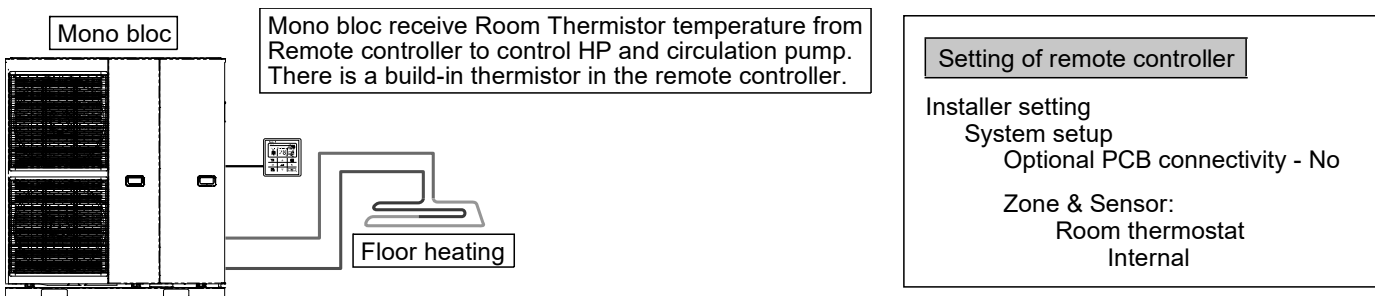 Mono bloc
Mono bloc receive Room Thermistor temperature from
Remote controller to control HP and circulation pump.
There is a build-in thermistor in the remote controller.
Floor heating
Setting of remote controller
Installer setting
System setup
Optional PCB connectivity - No
Zone & Sensor:
Room thermostat
Internal